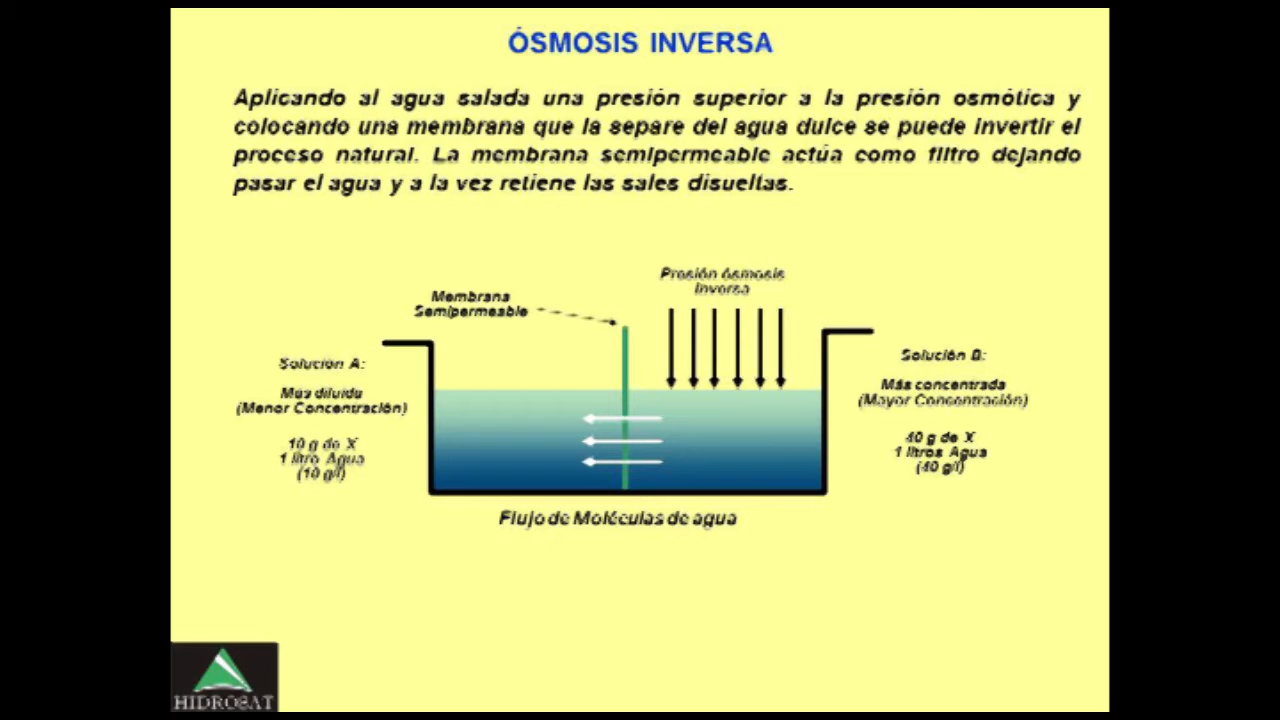 ÓSMOSIS INVERSA
Aplicando al agua salada una presión superior a la presión osmótica y
colocando una membrana que la separe del agua dulce se puede invertir el
proceso natural. La membrana semipermeable actúa como filtro dejando
pasar el agua y a la vez retiene las sales disueltas.
Presión ósmosis
Inversa
Membrana
Semipermeable
Solución A:
Más diluida
(Menor Concentración)
10 g de X
1 litro Agua
(10 g/l)
Solución B:
Más concentrada
(Mayor Concentración)
40 g de X
1 litros Agua
(40 g/l)
Flujo de Moléculas de agua
HIDROSAT